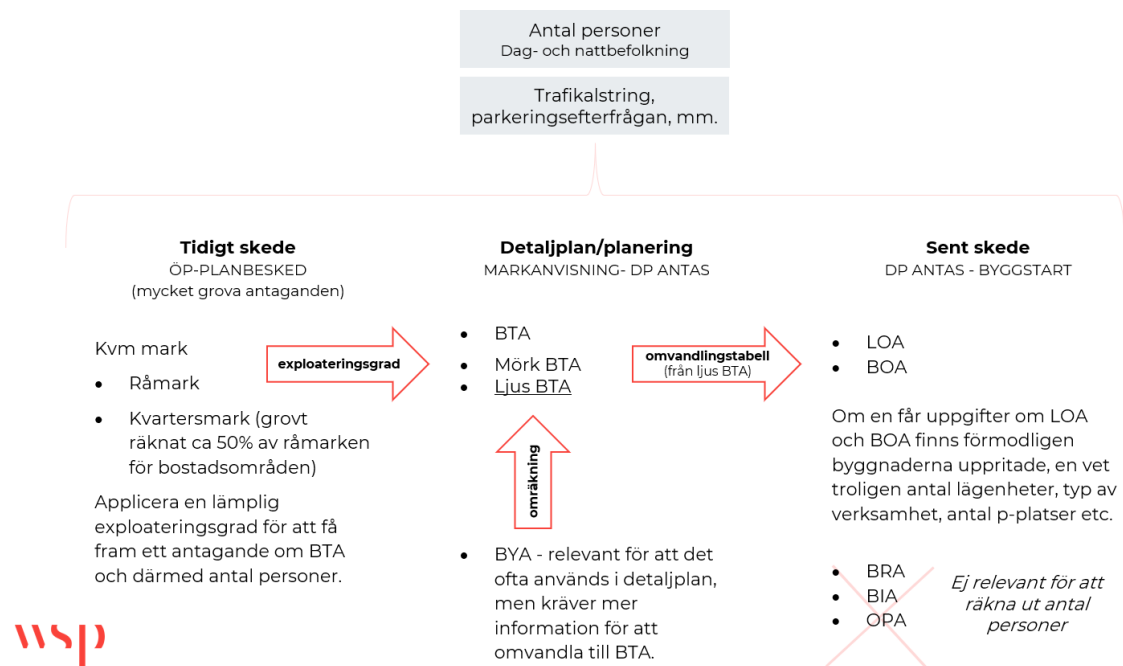 Antal personer
Dag- och nattbefolkning
Trafikalstring,
parkeringsefterfrågan, mm.
Tidigt skede
ÖP-PLANBESKED
(mycket grova antaganden)
Kvm mark
• Råmark
• Kvartersmark (grovt
räknat ca 50% av råmarken
för bostadsområden)
Applicera en lämplig
exploateringsgrad för att få
fram ett antagande om BTA
och därmed antal personer.
exploateringsgrad
Detaljplan/planering
MARKANVISNING- DP ANTAS
• BTA
• Mörk BTA
• Ljus BTA
omräkning
• BYA - relevant för att det
ofta används i detaljplan,
men kräver mer
information för att
omvandla till BTA.
omvandlingstabell
(från ljus BTA)
Sent skede
DP ANTAS - BYGGSTART
• LOA
• BOA
Om en får uppgifter om LOA
och BOA finns förmodligen
byggnaderna uppritade, en vet
troligen antal lägenheter, typ av
verksamhet, antal p-platser etc.
• BRA
• BIA
• OPA
Ej relevant för att
räkna ut antal
personer
wsp